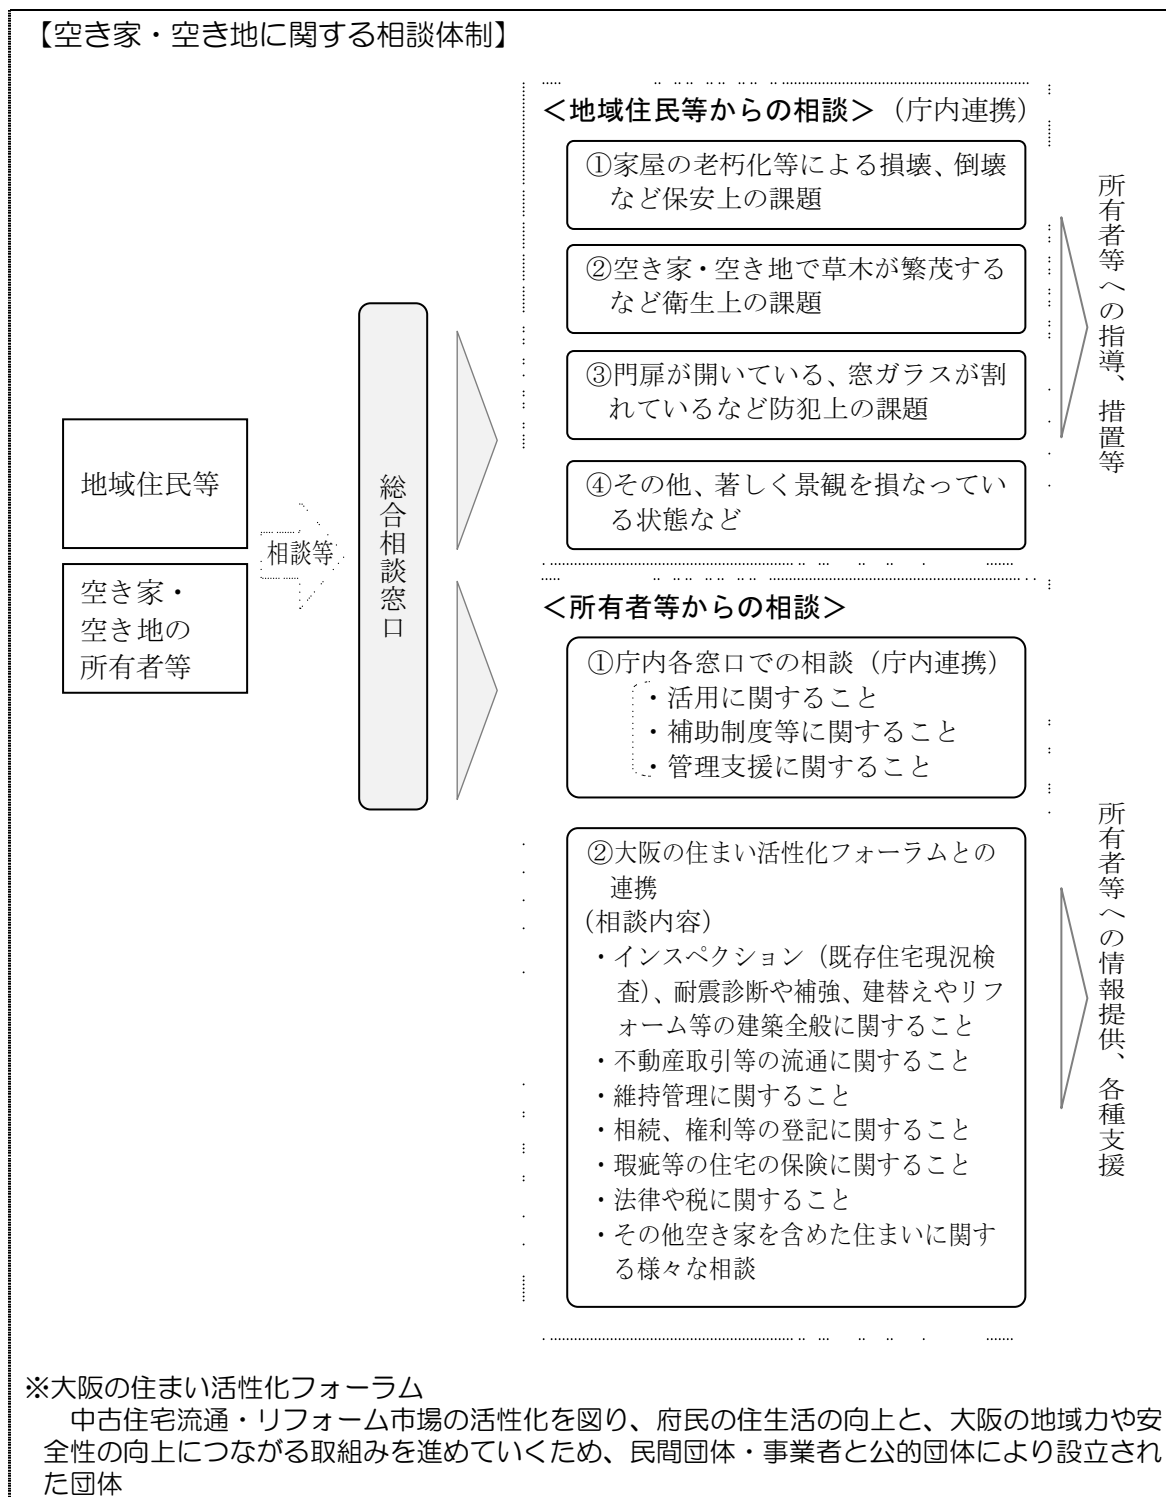 【空き家・空き地に関する相談体制】
地域住民等
空き家・
空き地の
所有者等
相談等
総合相談窓口
＜地域住民等からの相談＞（庁内連携）
①家屋の老朽化等による損壊、倒壊
など保安上の課題
②空き家・空き地で草木が繁茂する
など衛生上の課題
③門扉が開いている、窓ガラスが割
れているなど防犯上の課題
④その他、著しく景観を損なってい
る状態など
所有者等への指導、措置等
＜所有者等からの相談＞
①庁内各窓口での相談（庁内連携）
・活用に関すること
・補助制度等に関すること
・管理支援に関すること
②大阪の住まい活性化フォーラムとの
連携
（相談内容）
・インスペクション（既存住宅現況検
査）、耐震診断や補強、建替えやリフ
ォーム等の建築全般に関すること
・不動産取引等の流通に関すること
・維持管理に関すること
・相続、権利等の登記に関すること
・瑕疵等の住宅の保険に関すること
・法律や税に関すること
・その他空き家を含めた住まいに関す
る様々な相談
所有者等への情報提供、各種支援
※大阪の住まい活性化フォーラム
中古住宅流通・リフォーム市場の活性化を図り、府民の住生活の向上と、大阪の地域力や安
全性の向上につながる取組みを進めていくため、民間団体・事業者と公的団体により設立され
た団体